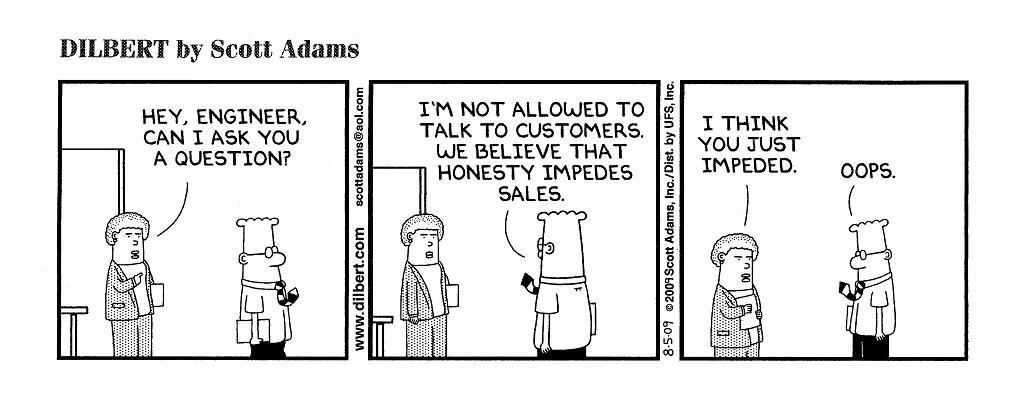 DILBERT by Scott Adams
HEY, ENGINEER,
CAN I ASK YOU
A QUESTION?
www.dilbert.com scottadams@aol.com
I'M NOT ALLOWED TO
TALK TO CUSTOMERS.
WE BELIEVE THAT
HONESTY IMPEDES
SALES.
8-5-09 ©2009 Scott Adams, Inc./Dist. by UFS, Inc.
I THINK
YOU JUST
IMPEDED.
OOPS.